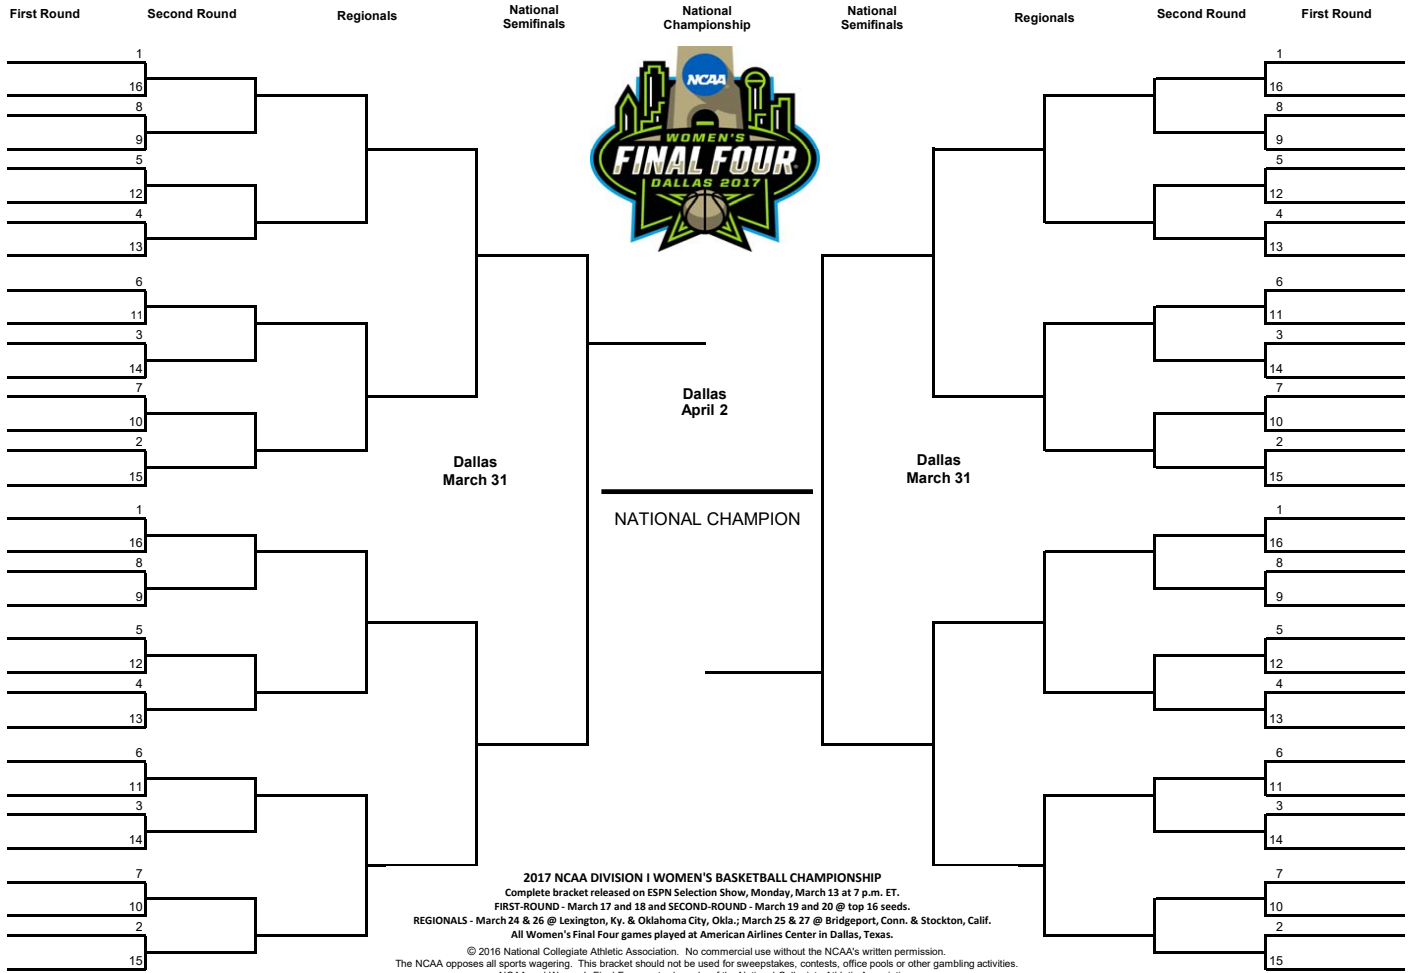 First Round
Second Round
Regionals
National
Semifinals
National
Championship
National
Semifinals
Regionals
Second Round
First Round
1
16
8
9
5
12
4
13
6
11
3
14
7
10
2
15
1
16
8
9
5
12
4
13
6
11
3
14
7
10
2
15
NCAA
WOMEN'S
FINAL FOUR
DALLAS 2017
Dallas
April 2
Dallas
March 31
Dallas
March 31
NATIONAL CHAMPION
1
16
8
9
5
12
4
13
6
11
3
14
7
10
2
15
1
16
8
9
5
12
4
13
6
11
3
14
7
10
2
15
2017 NCAA DIVISION I WOMEN'S BASKETBALL CHAMPIONSHIP
Complete bracket released on ESPN Selection Show, Monday, March 13 at 7 p.m. ET.
FIRST-ROUND - March 17 and 18 and SECOND-ROUND - March 19 and 20 @ top 16 seeds.
REGIONALS - March 24 & 26 @ Lexington, Ky. & Oklahoma City, Okla.; March 25 & 27 @ Bridgeport, Conn. & Stockton, Calif.
All Women's Final Four games played at American Airlines Center in Dallas, Texas.
© 2016 National Collegiate Athletic Association. No commercial use without the NCAA's written permission.
The NCAA opposes all sports wagering. This bracket should not be used for sweepstakes, contests, office pools or other gambling activities.